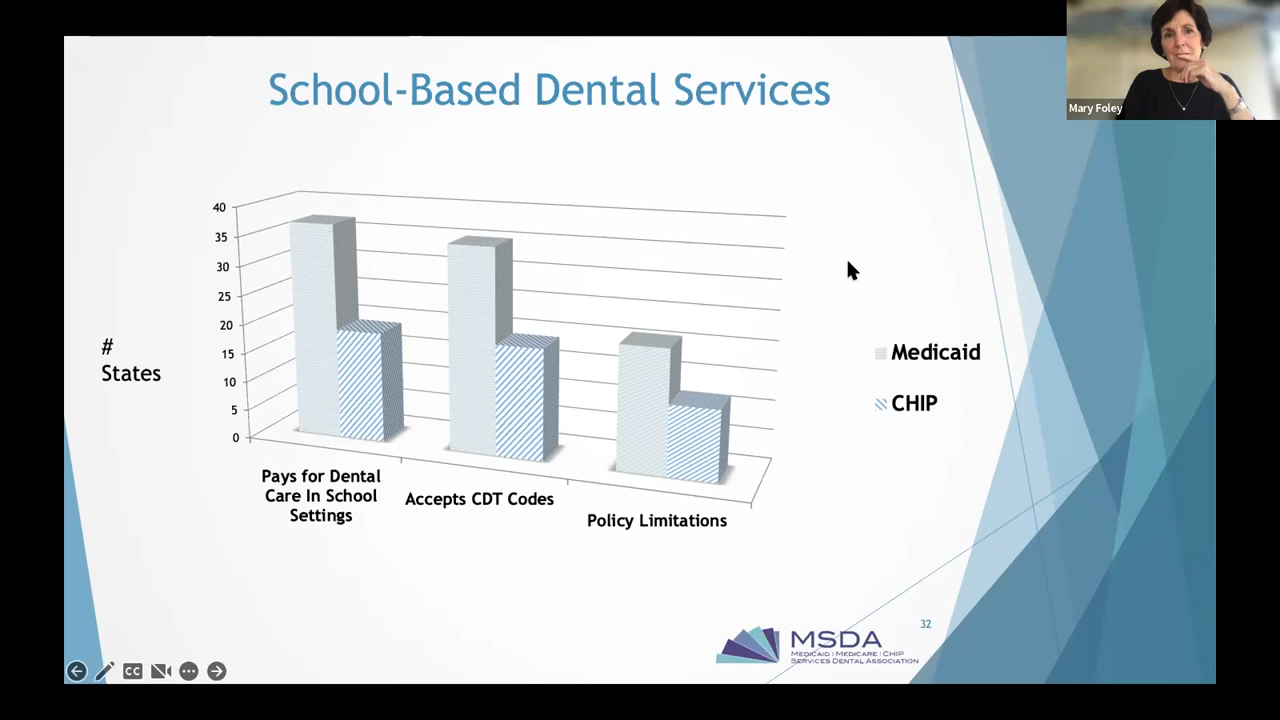 School-Based Dental Services
Mary Foley
40
35
30
25
20
15
10
5
0
#
States
Pays for Dental
Care In School
Settings
Accepts CDT Codes
Policy Limitations
Medicaid
CHIP
32
MSDA
MEDICAID | MEDICARE | CHIP
SERVICES DENTAL ASSOCIATION
CC